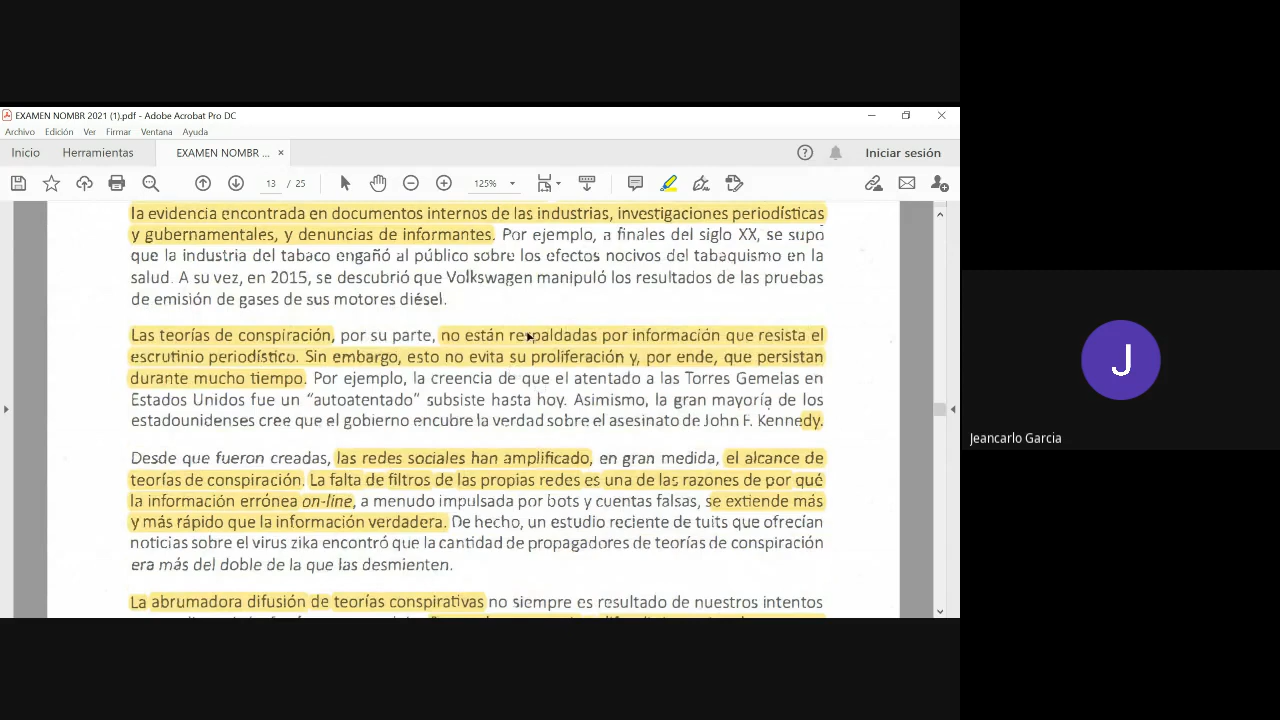 EXAMEN NOMBR 2021 (1).pdf - Adobe Acrobat Pro DC
Archivo Edición Ver Firmar Ventana Ayuda
Inicio Herramientas EXAMEN NOMBR ... × Iniciar sesión
13 / 25 125%
la evidencia encontrada en documentos internos de las industrias, investigaciones periodísticas
y gubernamentales, y denuncias de informantes. Por ejemplo, a finales del siglo XX, se supo
que la industria del tabaco engañó al público sobre los efectos nocivos del tabaquismo en la
salud. A su vez, en 2015, se descubrió que Volkswagen manipuló los resultados de las pruebas
de emisión de gases de sus motores diésel.
Las teorías de conspiración, por su parte, no están respaldadas por información que resista el
escrutinio periodístico. Sin embargo, esto no evita su proliferación y, por ende, que persistan
durante mucho tiempo. Por ejemplo, la creencia de que el atentado a las Torres Gemelas en
Estados Unidos fue un “autoatentado” subsiste hasta hoy. Asimismo, la gran mayoría de los
estadounidenses cree que el gobierno encubre la verdad sobre el asesinato de John F. Kennedy.
Desde que fueron creadas, las redes sociales han amplificado, en gran medida, el alcance de
teorías de conspiración. La falta de filtros de las propias redes es una de las razones de por qué
la información errónea on-line, a menudo impulsada por bots y cuentas falsas, se extiende más
y más rápido que la información verdadera. De hecho, un estudio reciente de tuits que ofrecían
noticias sobre el virus zika encontró que la cantidad de propagadores de teorías de conspiración
era más del doble de la que las desmienten.
La abrumadora difusión de teorías conspirativas no siempre es resultado de nuestros intentos
J
Jeancarlo Garcia